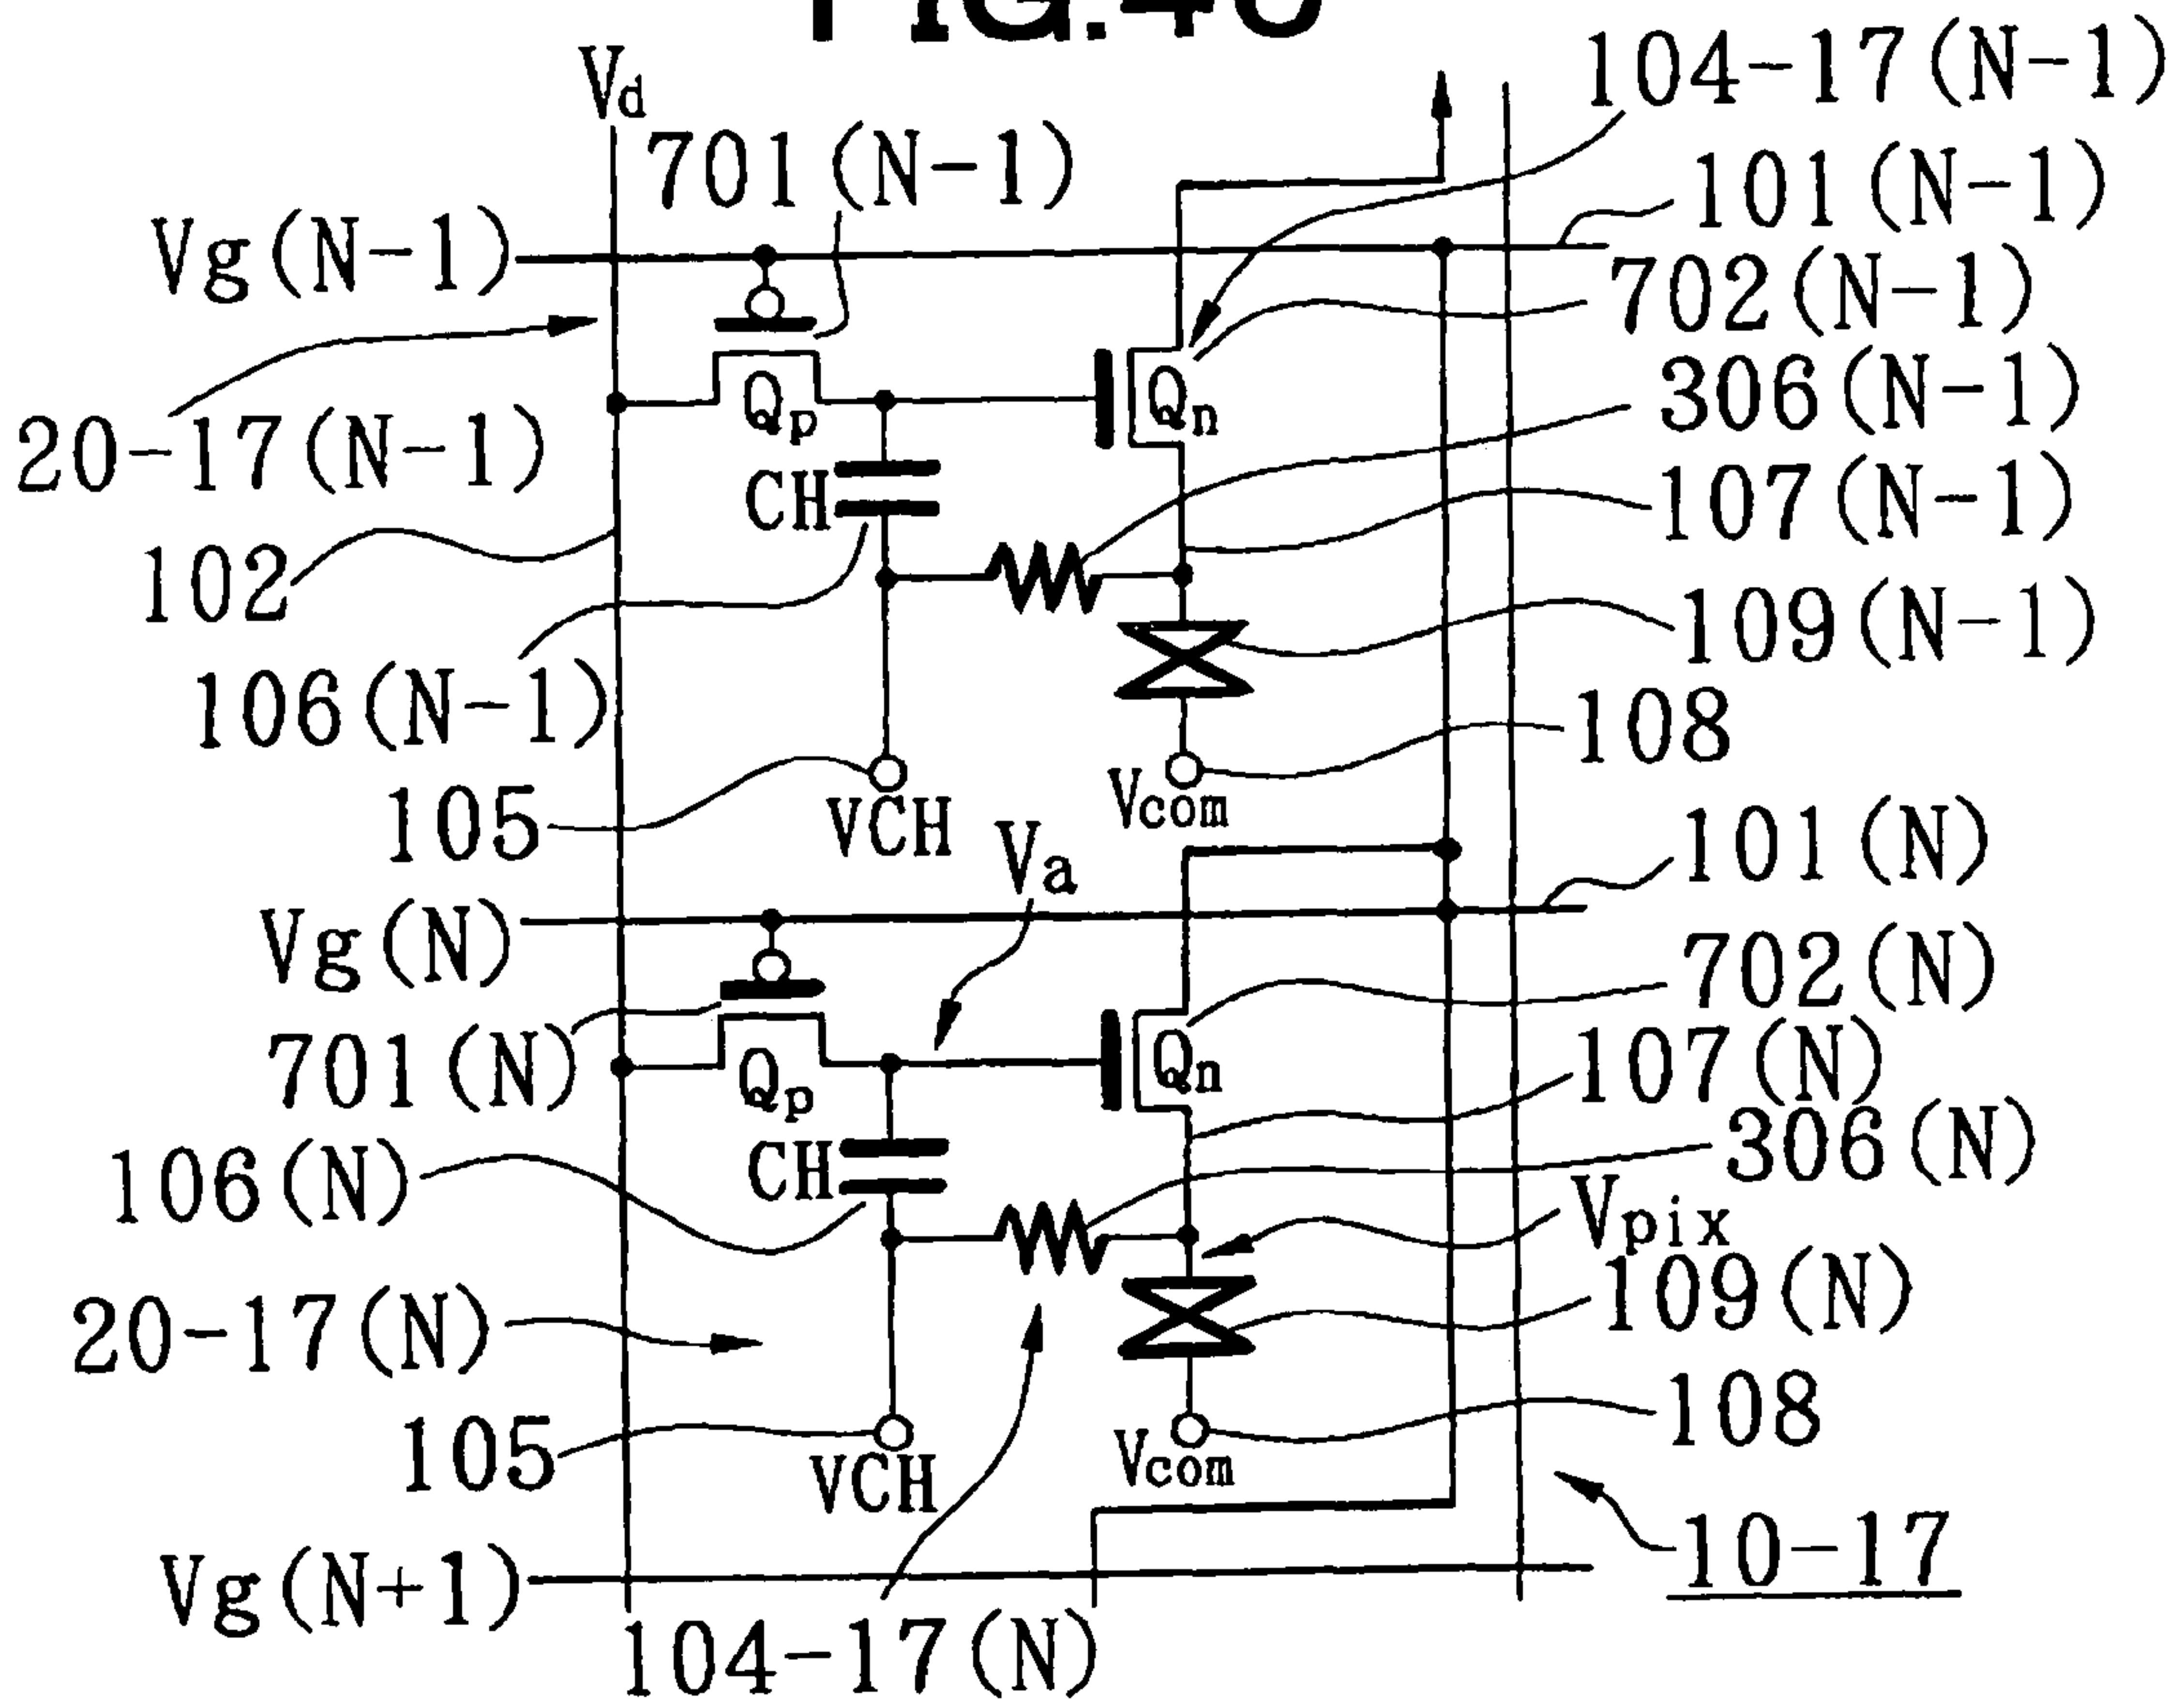 Vd
104-17(N-1)
701(N-1)
101(N-1)
Vg(N-1)
702(N-1)
Qp
Qn
306(N-1)
20-17(N-1)
CH
107(N-1)
102
109(N-1)
106(N-1)
108
105
VCH
Vcom
Va
101(N)
Vg(N)
702(N)
701(N)
Qp
Qn
107(N)
306(N)
106(N)
CH
Vpix
20-17(N)
109(N)
108
105
VCH
Vcom
10-17
Vg(N+1)
104-17(N)